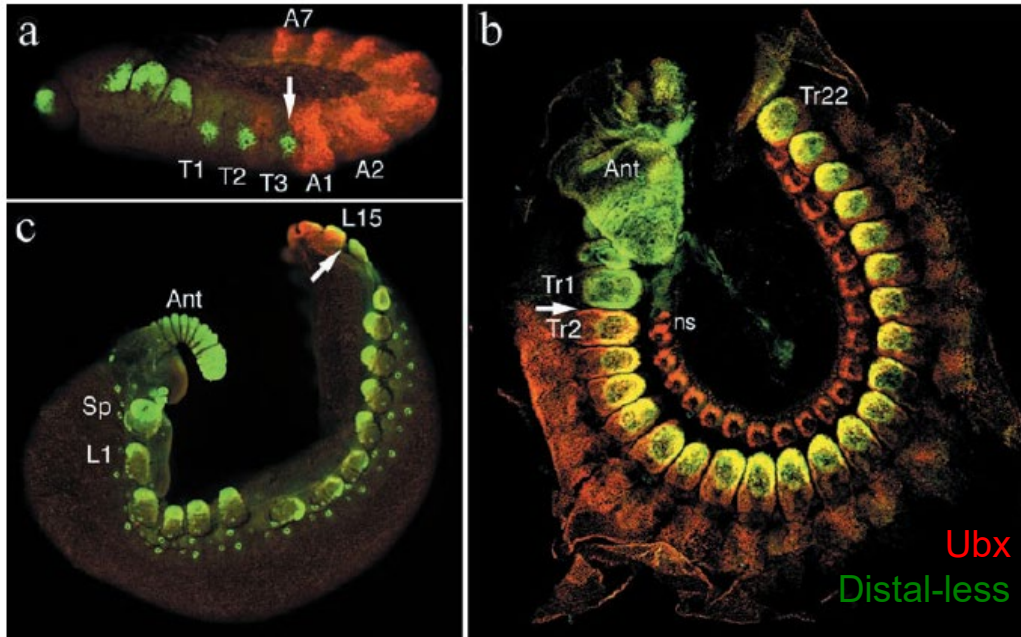 a
A7
T1
T2
T3
A1
A2
b
Tr22
Ant
Tr1
Tr2
ns
c
L15
Ant
Sp
L1
Ubx
Distal-less